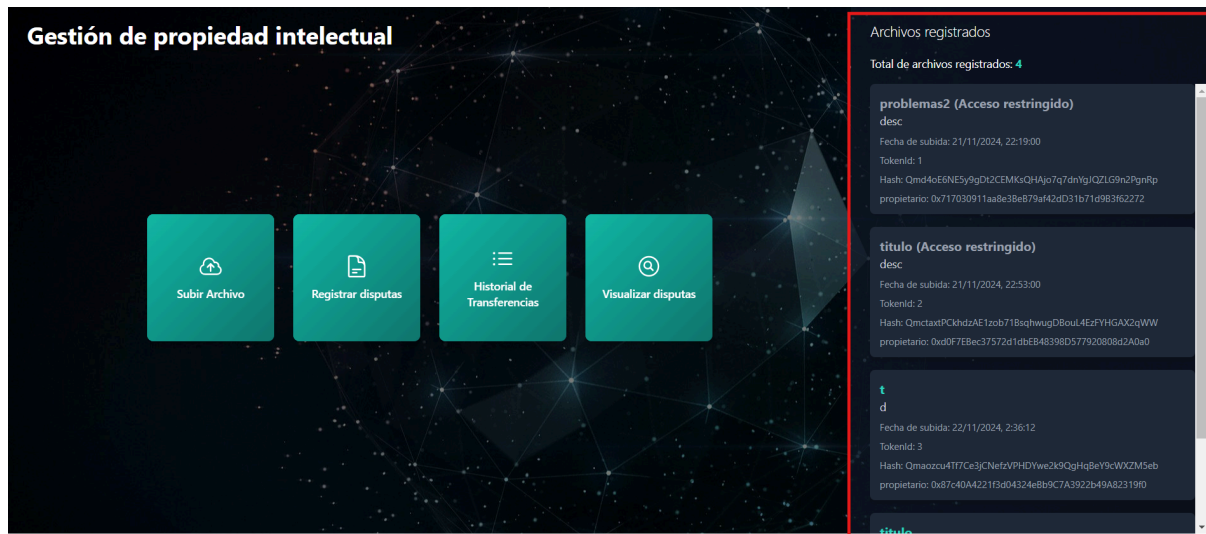 Gestión de propiedad intelectual
Subir Archivo
Registrar disputas
Historial de
Transferencias
Visualizar disputas
Archivos registrados
Total de archivos registrados: 4
problemas2 (Acceso restringido)
desc
Fecha de subida: 21/11/2024, 22:19:00
TokenId: 1
Hash: Qmd4oE6NE5y9gDt2CEMKsQHAjo7q7dnYgJQZLG9n2PgnRp
propietario: 0x717030911aa8e3BeB79af42dD31b71d9B3f62272
titulo (Acceso restringido)
desc
Fecha de subida: 21/11/2024, 22:53:00
TokenId: 2
Hash: QmctaxtPCkhdzAE1zob71BsqhwugDBouL4EzFYHGAX2qWW
propietario: 0xd0F7EBec37572d1dbEB48398D577920808d2A0a0
t
d
Fecha de subida: 22/11/2024, 2:36:12
TokenId: 3
Hash: Qmaozcu4Tf7Ce3jCNefzVPHDYwe2k9QgHqBeY9cWXZM5eb
propietario: 0x87c40A4221f3d04324eBb9C7A3922b49A82319f0
titulo